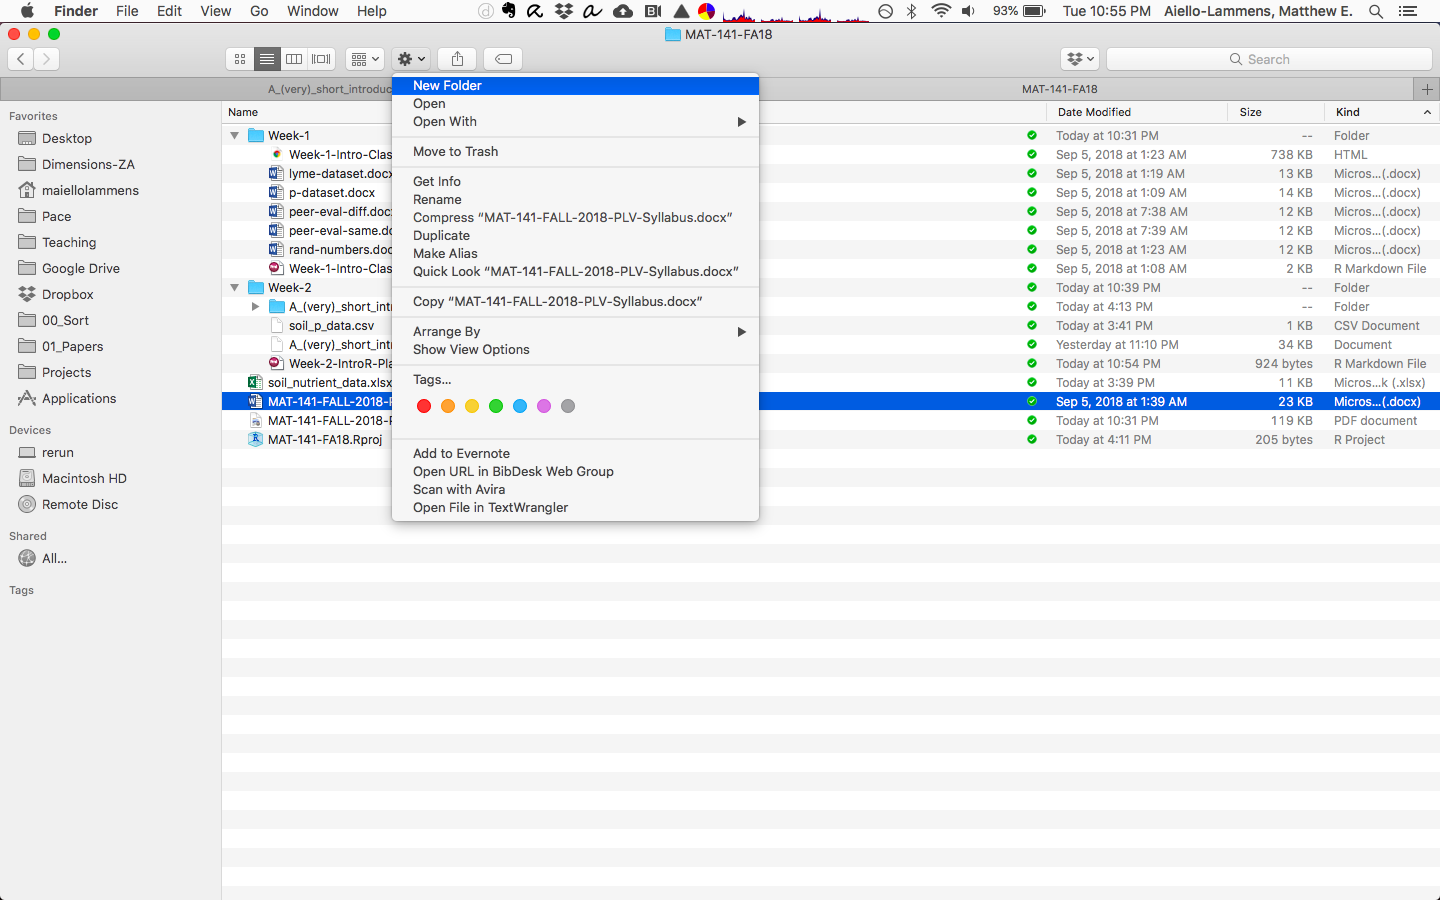 Finder File Edit View Go Window Help 93% Tue 10:55 PM Aiello-Lammens, Matthew E.
MAT-141-FA18
Search
A_(very)_short_introduc
MAT-141-FA18
Name Date Modified Size Kind
Favorites
Desktop
Dimensions-ZA
maiellolammens
Pace
Teaching
Google Drive
Dropbox
00_Sort
01_Papers
Projects
Applications
Devices
rerun
Macintosh HD
Remote Disc
Shared
All...
Tags
Week-1 Today at 10:31 PM -- Folder
Week-1-Intro-Clas Sep 5, 2018 at 1:23 AM 738 KB HTML
lyme-dataset.docx Sep 5, 2018 at 1:19 AM 13 KB Micros...(.docx)
p-dataset.docx Sep 5, 2018 at 1:09 AM 14 KB Micros...(.docx)
peer-eval-diff.doc Sep 5, 2018 at 7:38 AM 12 KB Micros...(.docx)
peer-eval-same.d Sep 5, 2018 at 7:39 AM 12 KB Micros...(.docx)
rand-numbers.doc Sep 5, 2018 at 1:23 AM 12 KB Micros...(.docx)
Week-1-Intro-Clas Sep 5, 2018 at 1:08 AM 2 KB R Markdown File
Week-2 Today at 10:39 PM -- Folder
A_(very)_short_int Today at 4:13 PM -- Folder
soil_p_data.csv Today at 3:41 PM 1 KB CSV Document
A_(very)_short_int Yesterday at 11:10 PM 34 KB Document
Week-2-IntroR-Pla Today at 10:54 PM 924 bytes R Markdown File
soil_nutrient_data.xlsx Today at 3:39 PM 11 KB Micros...k (.xlsx)
MAT-141-FALL-2018-P Sep 5, 2018 at 1:39 AM 23 KB Micros...(.docx)
MAT-141-FALL-2018-P Today at 10:31 PM 119 KB PDF document
MAT-141-FA18.Rproj Today at 4:11 PM 205 bytes R Project
New Folder
Open
Open With
Move to Trash
Get Info
Rename
Compress “MAT-141-FALL-2018-PLV-Syllabus.docx”
Duplicate
Make Alias
Quick Look “MAT-141-FALL-2018-PLV-Syllabus.docx”
Copy “MAT-141-FALL-2018-PLV-Syllabus.docx”
Arrange By
Show View Options
Tags...
Add to Evernote
Open URL in BibDesk Web Group
Scan with Avira
Open File in TextWrangler